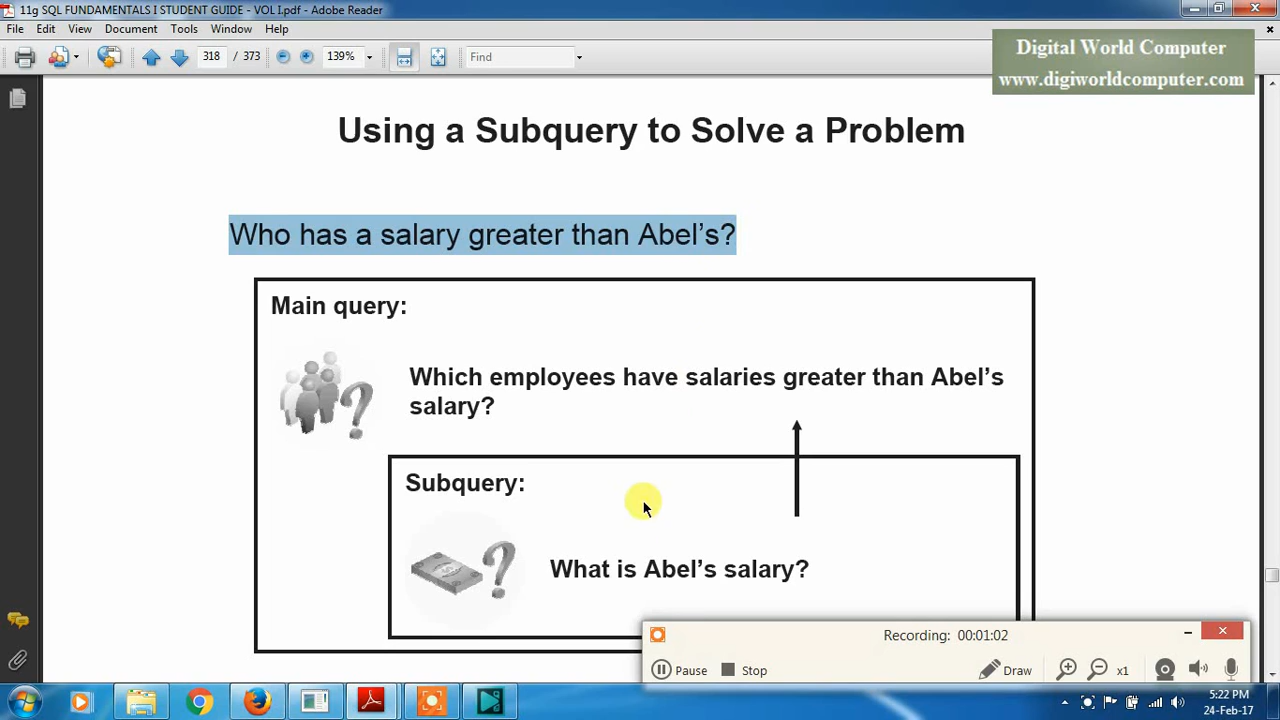 11g SQL FUNDAMENTALS I STUDENT GUIDE - VOL I.pdf - Adobe Reader
File Edit View Document Tools Window Help
318 / 373 139% Find
Digital World Computer
www.digiworldcomputer.com
Using a Subquery to Solve a Problem
Who has a salary greater than Abel’s?
Main query:
Which employees have salaries greater than Abel’s
salary?
Subquery:
What is Abel’s salary?
Recording: 00:01:02
Pause Stop Draw x1
5:22 PM
24-Feb-17